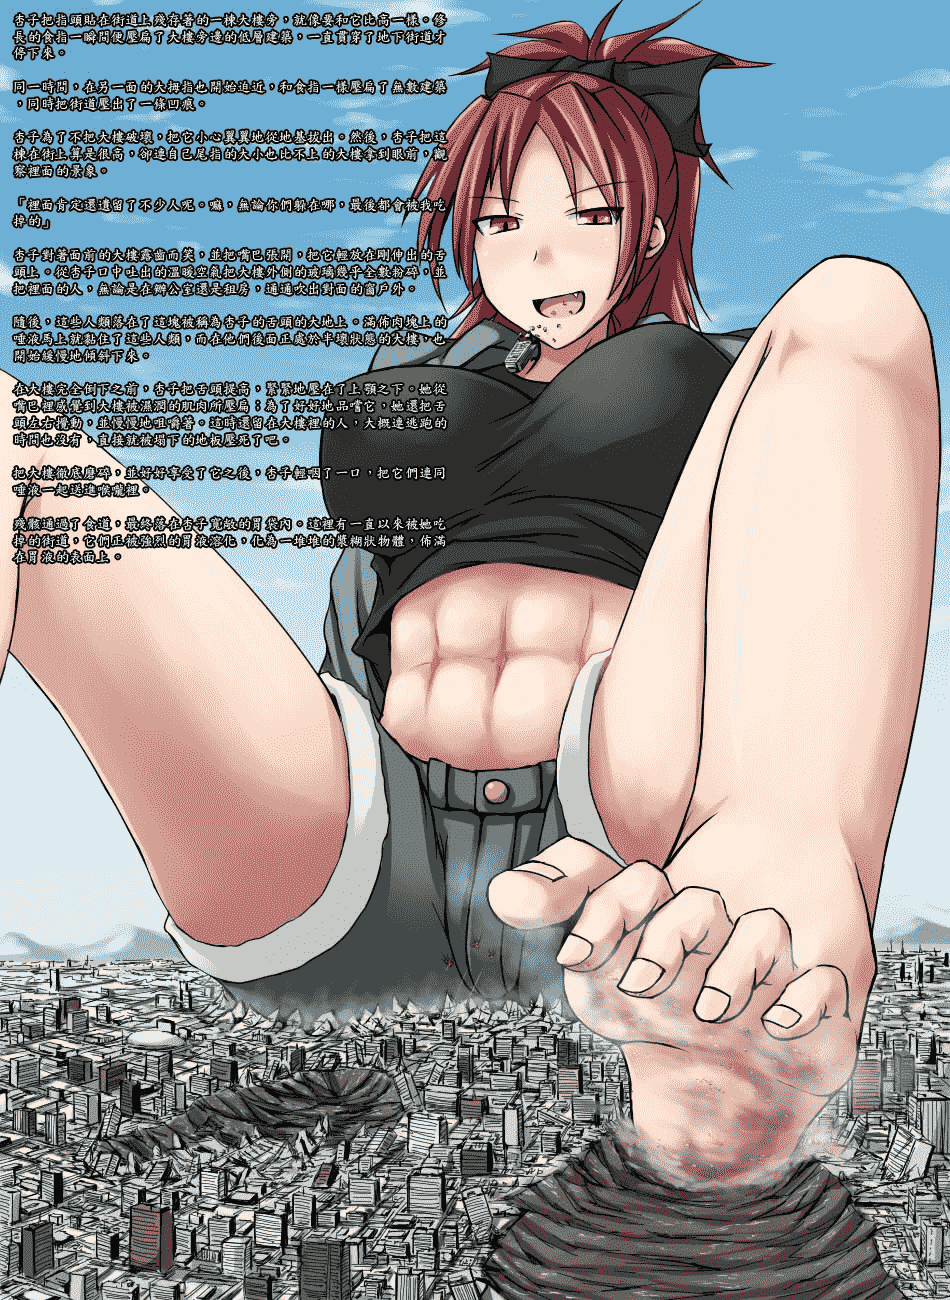 杏子把指頭貼在街道上殘存著的一棟大樓旁，就像要和它比高一樣。修
長的食指一瞬間便壓扁了大樓旁邊的低層建築，一直貫穿了地下街道才
停下來。
同一時間，在另一面的大拇指也開始迫近，和食指一樣壓扁了無數建築
，同時把街道壓出了一條凹痕。
杏子為了不把大樓破壞，把它小心翼翼地從地基拔出。然後，杏子把這
棟在街上算是很高，卻連自己尾指的大小也比不上的大樓拿到眼前，觀
察裡面的景象。
「裡面肯定還遺留了不少人呢。嘛，無論你們躲在哪，最後都會被我吃
掉的」
杏子對著面前的大樓露齒而笑，並把嘴巴張開，把它輕放在剛伸出的舌
頭上。從杏子口中吐出的溫暖空氣把大樓外側的玻璃幾乎全數粉碎，並
把裡面的人，無論是在辦公室還是租房，通通吹出對面的窗戶外。
隨後，這些人類落在了這塊被稱為杏子的舌頭的大地上。滿佈肉塊上的
唾液馬上就黏住了這些人類，而在他們後面正處於半壞狀態的大樓，也
開始緩慢地傾斜下來。
在大樓完全倒下之前，杏子把舌頭提高，緊緊地壓在了上顎之下。她從
嘴巴裡感覺到大樓被濕潤的肌肉所壓扁；為了好好地品嚐它，她還把舌
頭左右攪動，並慢慢地咀嚼著。這時還留在大樓裡的人，大概連逃跑的
時間也沒有，直接就被塌下的地板壓死了吧。
把大樓徹底磨碎，並好好享受了它之後，杏子輕咽了一口，把它們連同
唾液一起送進喉嚨裡。
殘骸通過了食道，最終落在杏子寬敞的胃袋內。這裡有一直以來被她吃
掉的街道，它們正被強烈的胃液溶化，化為一堆堆的漿糊狀物體，佈滿
在胃液的表面上。